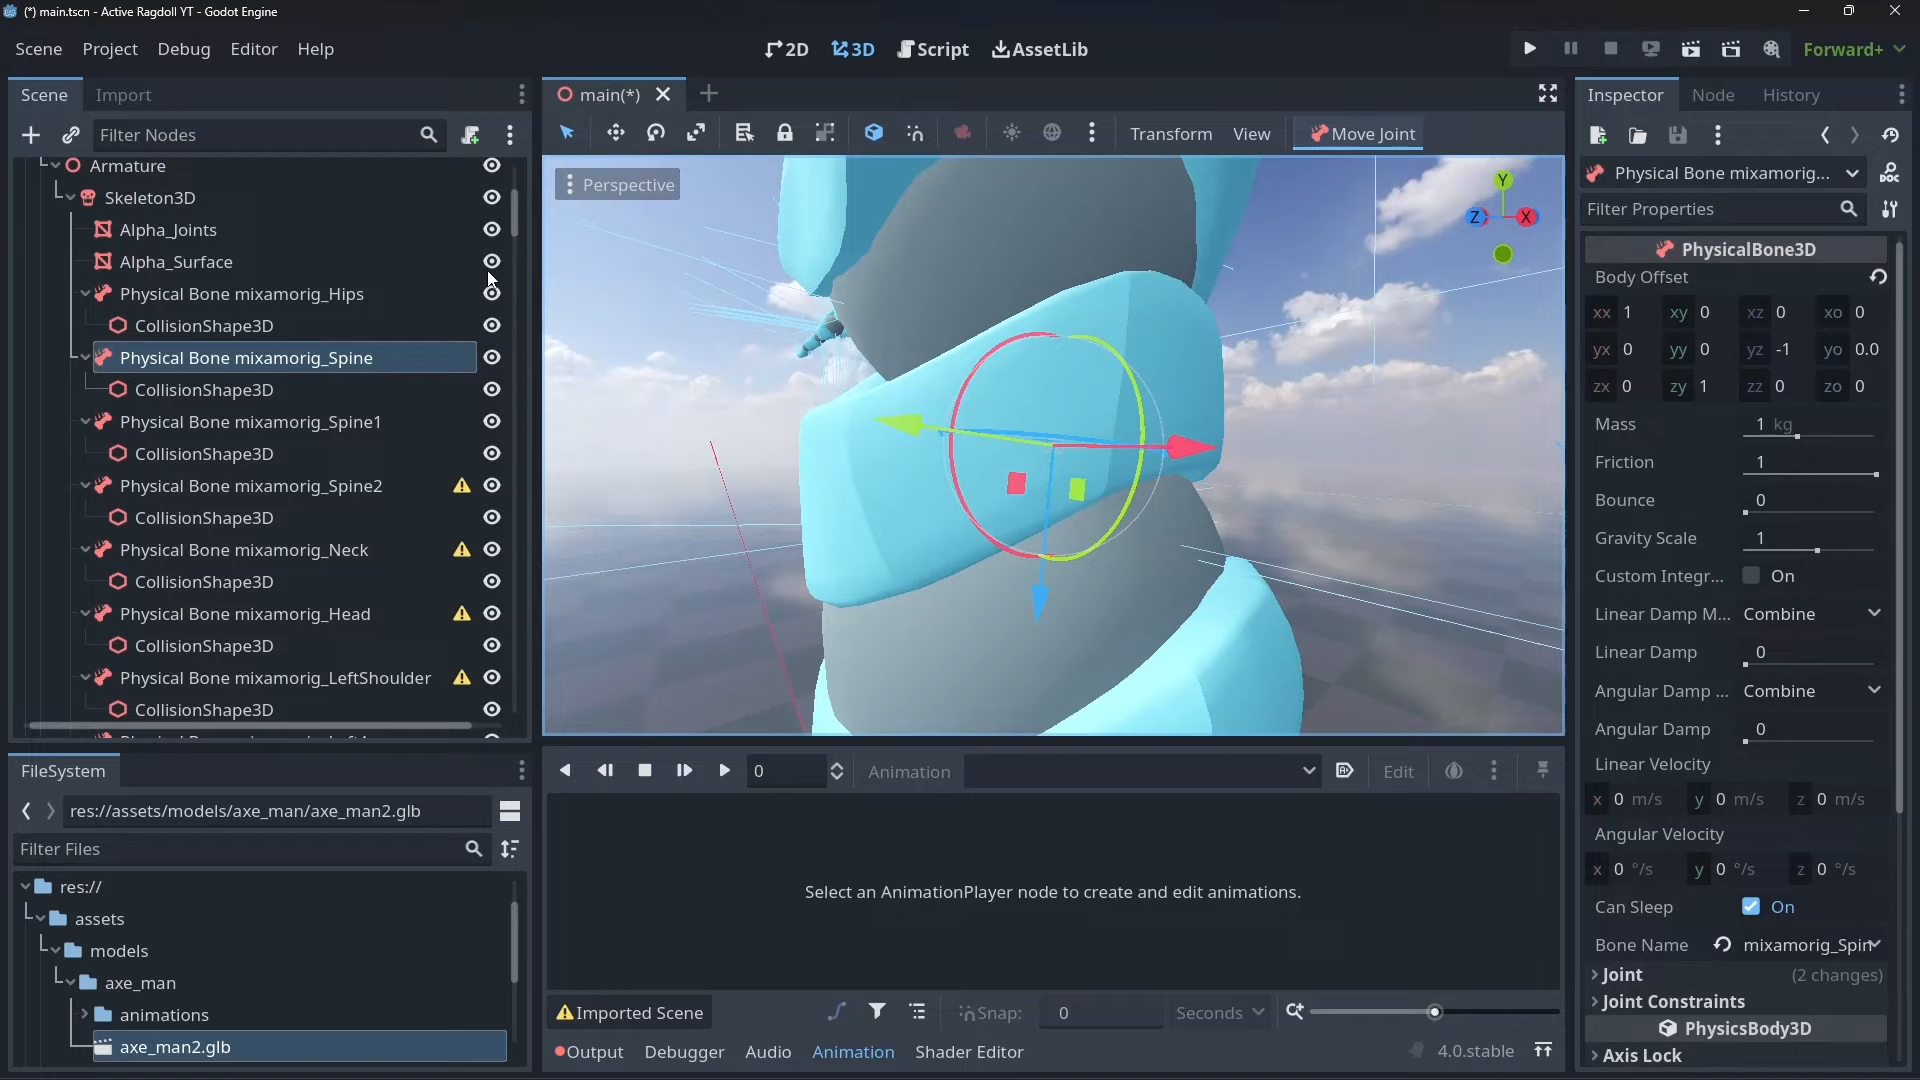 (*) main.tscn - Active Ragdoll YT - Godot Engine
Scene Project Debug Editor Help
2D 3D Script AssetLib
Forward+
Scene Import
main(*)
Inspector Node History
Filter Nodes
Transform View Move Joint
Armature
Skeleton3D
Alpha_Joints
Alpha_Surface
Physical Bone mixamorig_Hips
CollisionShape3D
Physical Bone mixamorig_Spine
CollisionShape3D
Physical Bone mixamorig_Spine1
CollisionShape3D
Physical Bone mixamorig_Spine2
CollisionShape3D
Physical Bone mixamorig_Neck
CollisionShape3D
Physical Bone mixamorig_Head
CollisionShape3D
Physical Bone mixamorig_LeftShoulder
CollisionShape3D
Perspective
Y
Z X
Physical Bone mixamorig...
DOC
Filter Properties
PhysicalBone3D
Body Offset
xx 1 xy 0 xz 0 xo 0
yx 0 yy 0 yz -1 yo 0.0
zx 0 zy 1 zz 0 zo 0
Mass 1 kg
Friction 1
Bounce 0
Gravity Scale 1
Custom Integr... On
Linear Damp M... Combine
Linear Damp 0
Angular Damp ... Combine
Angular Damp 0
Linear Velocity
x 0 m/s y 0 m/s z 0 m/s
Angular Velocity
x 0 °/s y 0 °/s z 0 °/s
Can Sleep On
Bone Name mixamorig_Spin
Joint (2 changes)
Joint Constraints
PhysicsBody3D
Axis Lock
FileSystem
res://assets/models/axe_man/axe_man2.glb
Filter Files
res://
assets
models
axe_man
animations
axe_man2.glb
0 Animation Edit
Select an AnimationPlayer node to create and edit animations.
Imported Scene Snap: 0 Seconds
Output Debugger Audio Animation Shader Editor 4.0.stable